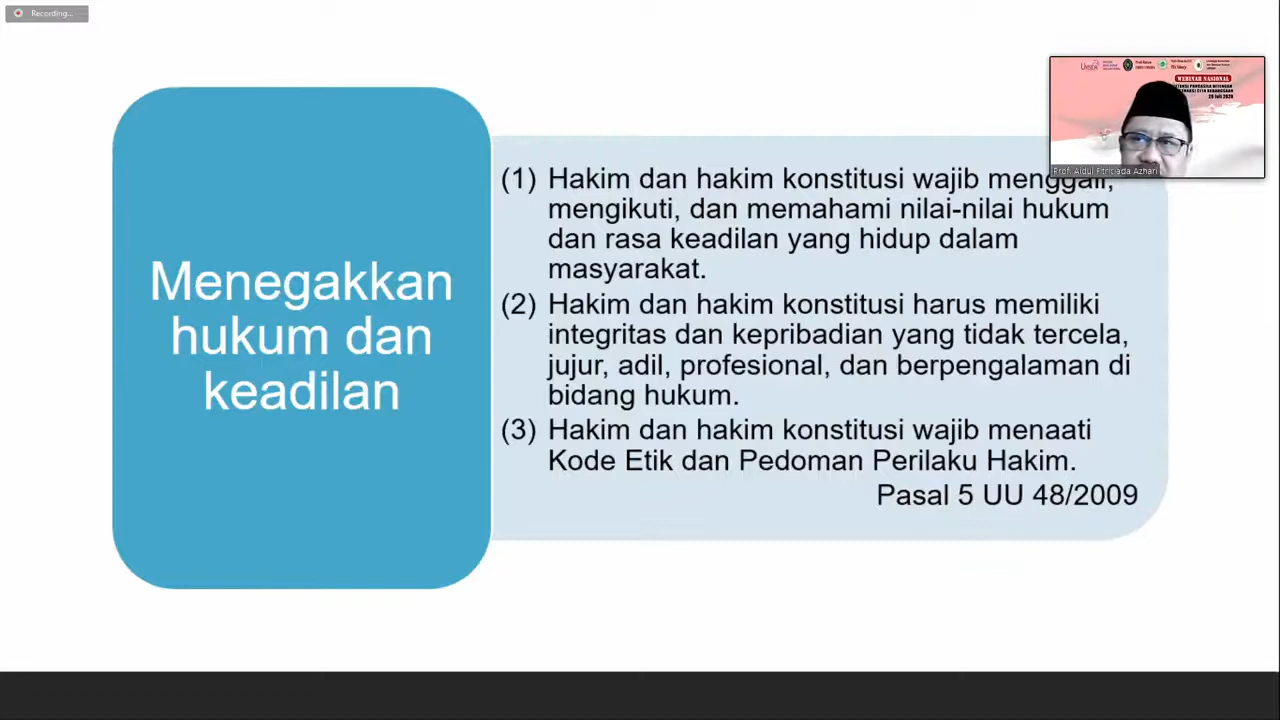 Recording...
WEBINAR NASIONAL
Prof. Aidul Fitriciada Azhari
Menegakkan
hukum dan
keadilan
(1) Hakim dan hakim konstitusi wajib menggali,
mengikuti, dan memahami nilai-nilai hukum
dan rasa keadilan yang hidup dalam
masyarakat.
(2) Hakim dan hakim konstitusi harus memiliki
integritas dan kepribadian yang tidak tercela,
jujur, adil, profesional, dan berpengalaman di
bidang hukum.
(3) Hakim dan hakim konstitusi wajib menaati
Kode Etik dan Pedoman Perilaku Hakim.
Pasal 5 UU 48/2009